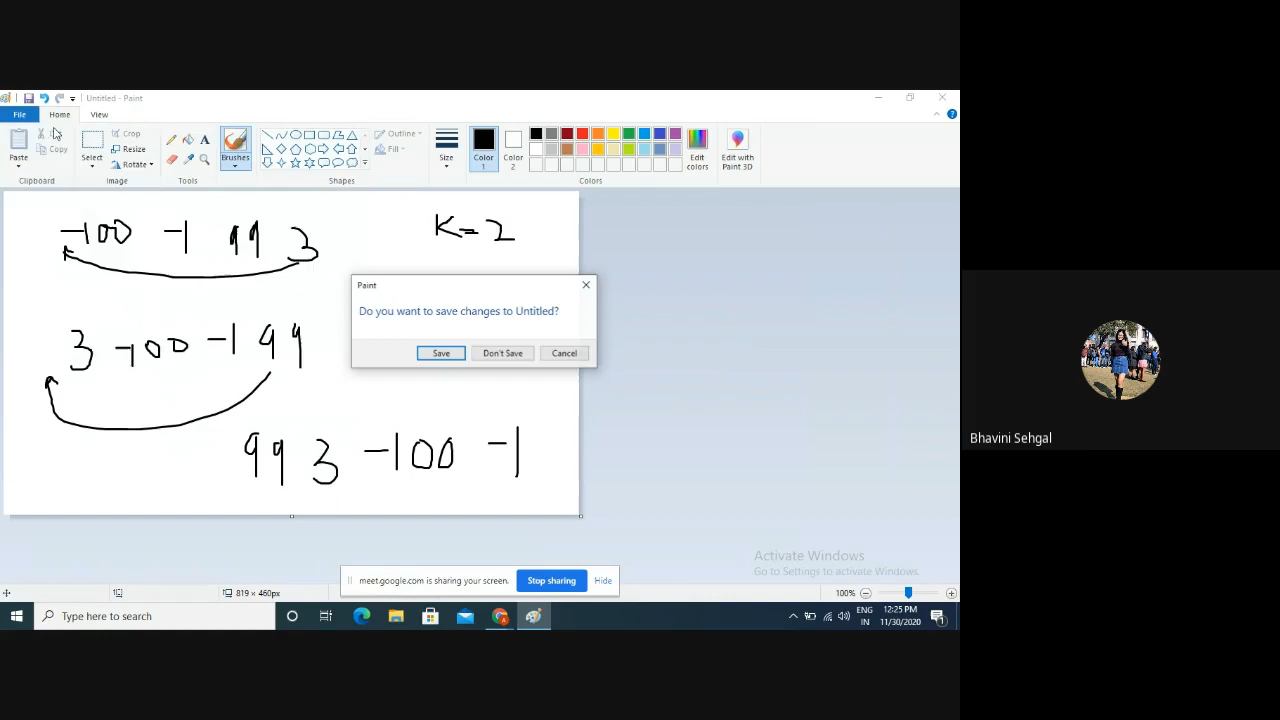 Untitled - Paint
File Home View
Paste Cut Copy Select Crop Resize Rotate Brushes Outline Fill Size Color 1 Color 2 Edit colors Edit with Paint 3D
Clipboard Image Tools Shapes Colors
-100 -1 99 3 K=2
3 -100 -1 99
99 3 -100 -1
Paint
Do you want to save changes to Untitled?
Save Don't Save Cancel
Bhavini Sehgal
Activate Windows
Go to Settings to activate Windows.
meet.google.com is sharing your screen. Stop sharing Hide
819 × 460px 100%
Type here to search
ENG IN
12:25 PM
11/30/2020